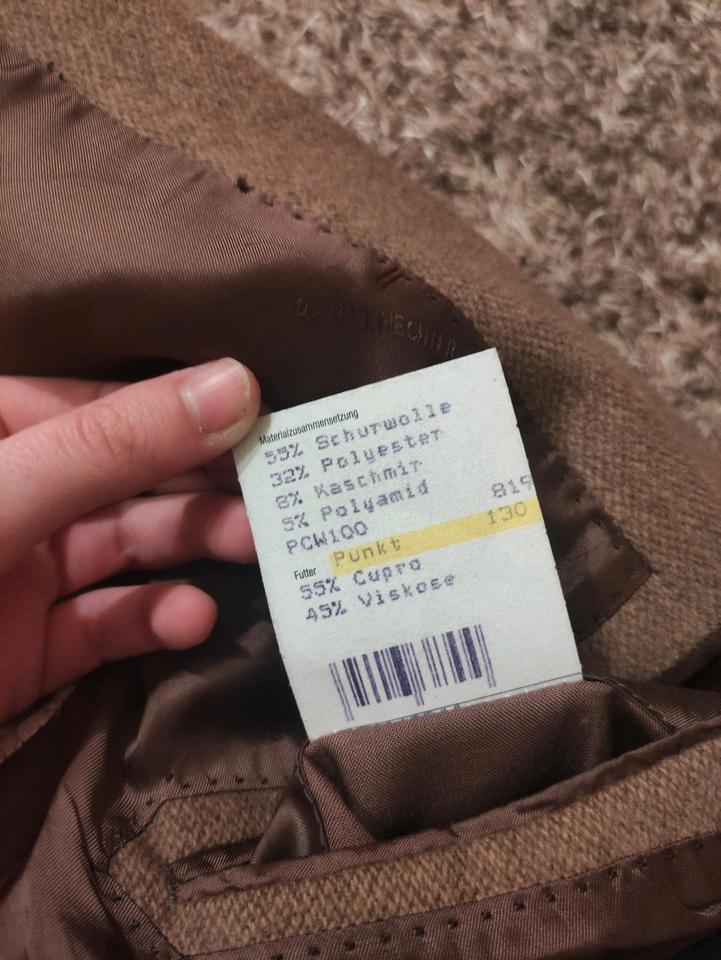 DANIEL HECHTER
Materialzusammensetzung
55% Schurwolle
32% Polyester
8% Kaschmir
5% Polyamid
PCW100 819
Punkt 130
Futter
55% Cupro
45% Viskose